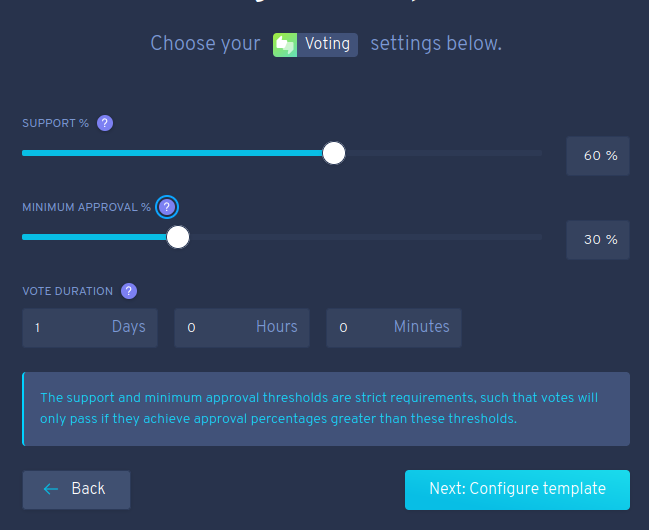 Choose your Voting settings below.
SUPPORT % ?
60 %
MINIMUM APPROVAL % ?
30 %
VOTE DURATION ?
1 Days 0 Hours 0 Minutes
The support and minimum approval thresholds are strict requirements, such that votes will
only pass if they achieve approval percentages greater than these thresholds.
← Back Next: Configure template